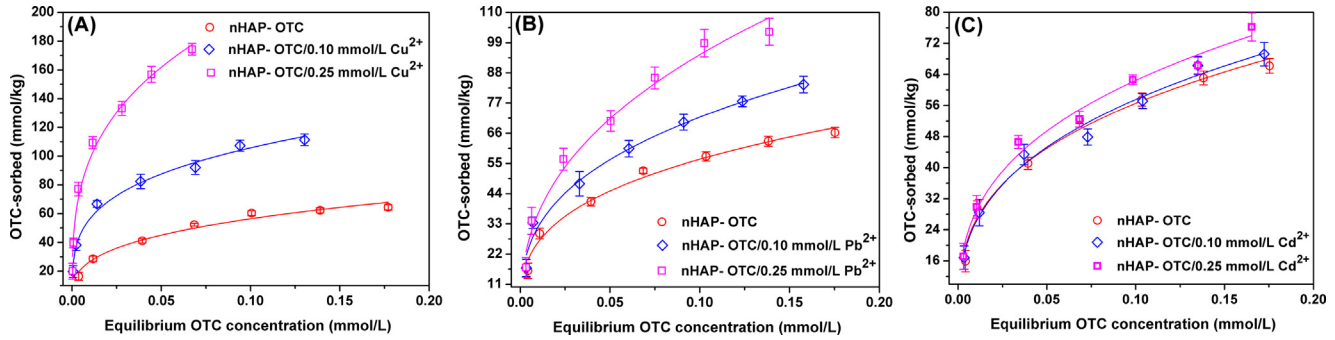 (A)
nHAP- OTC
nHAP- OTC/0.10 mmol/L Cu2+
nHAP- OTC/0.25 mmol/L Cu2+
OTC-sorbed (mmol/kg)
200
180
160
140
120
100
80
60
40
20
0.00
0.05
0.10
0.15
0.20
Equilibrium OTC concentration (mmol/L)
(B)
nHAP- OTC
nHAP- OTC/0.10 mmol/L Pb2+
nHAP- OTC/0.25 mmol/L Pb2+
OTC-sorbed (mmol/kg)
110
99
88
77
66
55
44
33
22
11
0.00
0.05
0.10
0.15
0.20
Equilibrium OTC concentration (mmol/L)
(C)
nHAP- OTC
nHAP- OTC/0.10 mmol/L Cd2+
nHAP- OTC/0.25 mmol/L Cd2+
OTC-sorbed (mmol/kg)
80
72
64
56
48
40
32
24
16
0.00
0.05
0.10
0.15
0.20
Equilibrium OTC concentration (mmol/L)